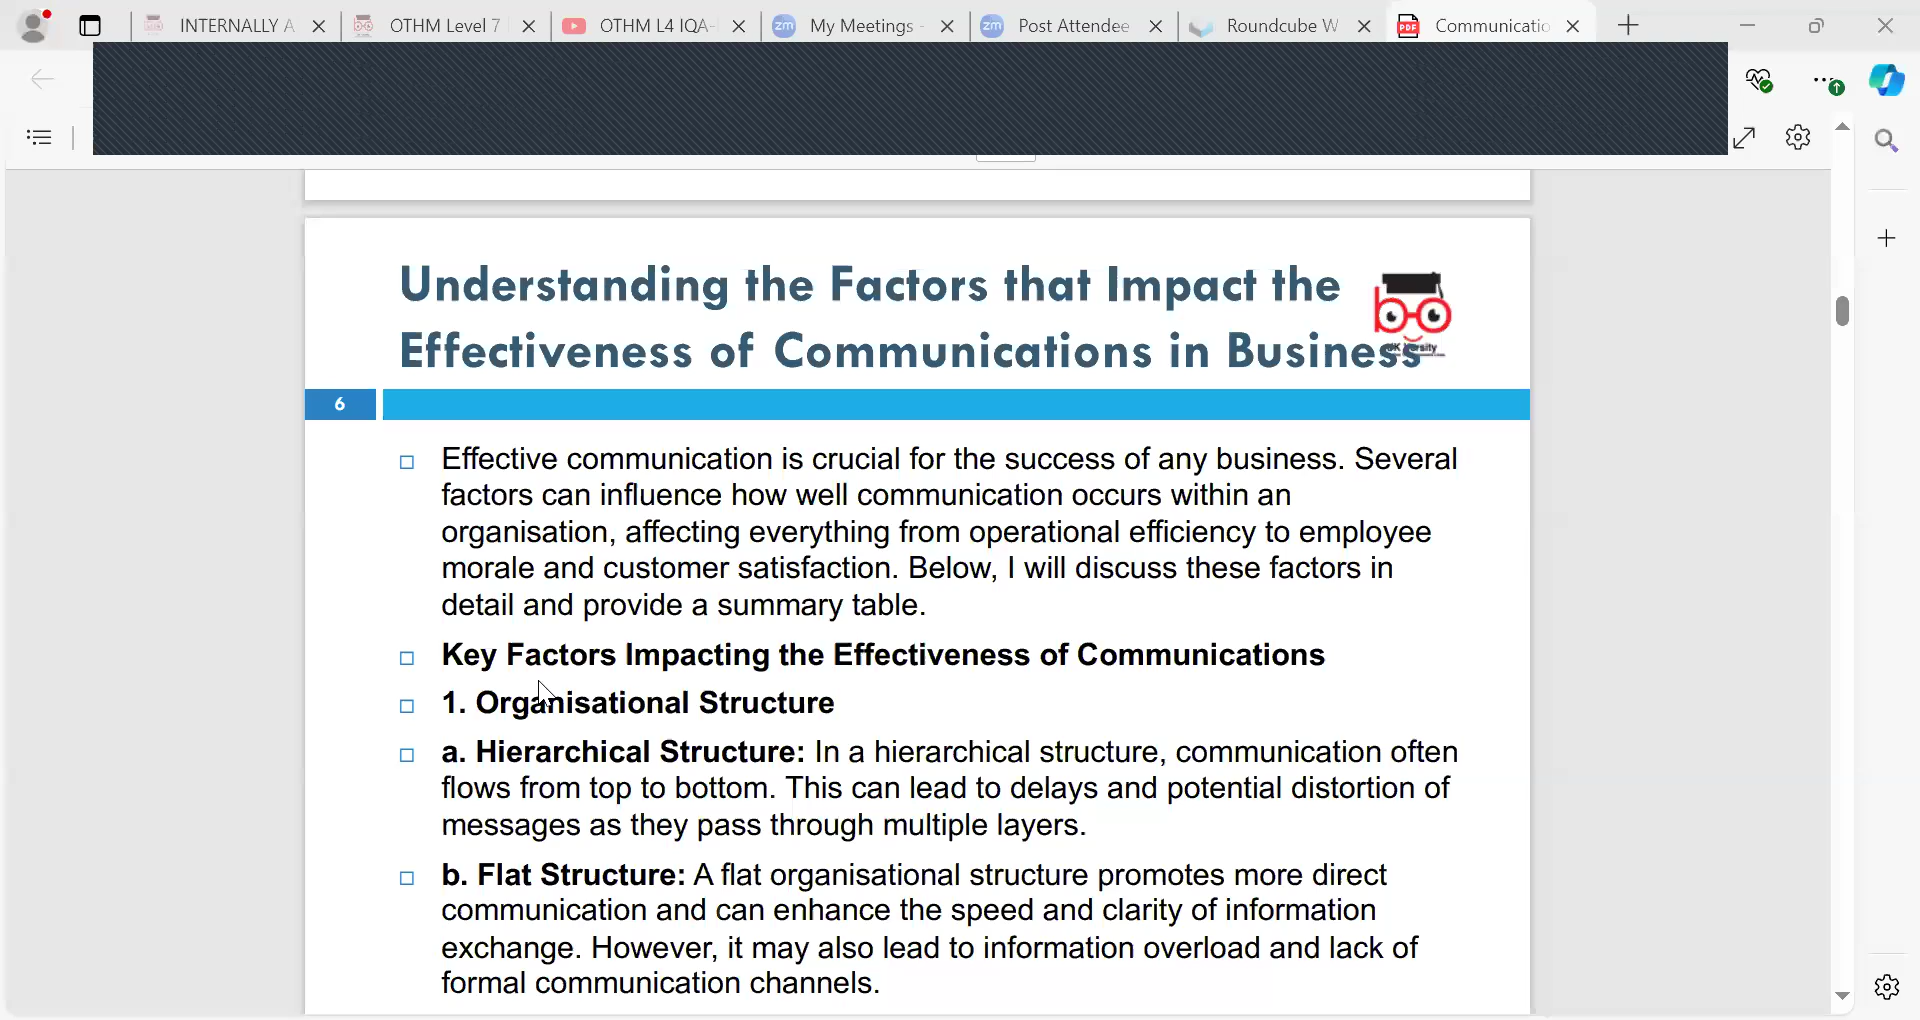 INTERNALLY A
OTHM Level 7
OTHM L4 IQA-
zm My Meetings -
zm Post Attendee
Roundcube W
PDF Communicatio
Understanding the Factors that Impact the
Effectiveness of Communications in Business
UK Versity
6
Effective communication is crucial for the success of any business. Several
factors can influence how well communication occurs within an
organisation, affecting everything from operational efficiency to employee
morale and customer satisfaction. Below, I will discuss these factors in
detail and provide a summary table.
Key Factors Impacting the Effectiveness of Communications
1. Organisational Structure
a. Hierarchical Structure: In a hierarchical structure, communication often
flows from top to bottom. This can lead to delays and potential distortion of
messages as they pass through multiple layers.
b. Flat Structure: A flat organisational structure promotes more direct
communication and can enhance the speed and clarity of information
exchange. However, it may also lead to information overload and lack of
formal communication channels.